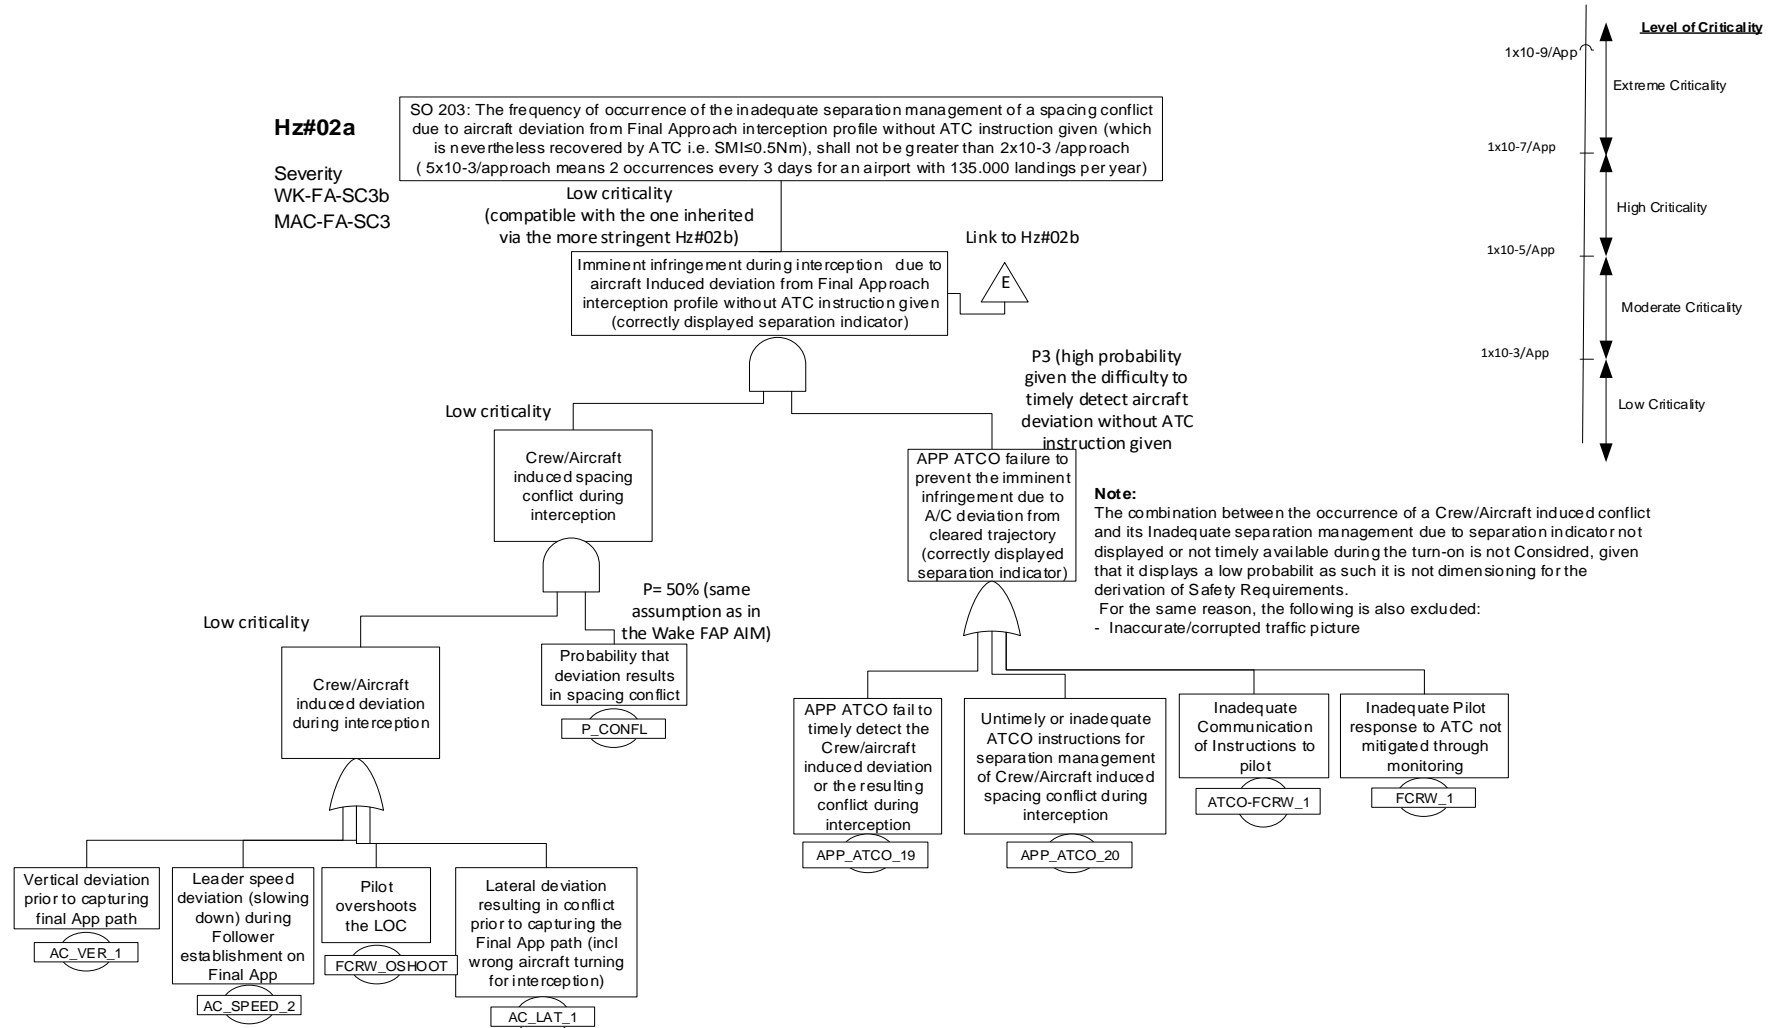 Level of Criticality
1x10-9/App
Extreme Criticality
1x10-7/App
High Criticality
1x10-5/App
Moderate Criticality
1x10-3/App
Low Criticality
Hz#02a
Severity
WK-FA-SC3b
MAC-FA-SC3
SO 203: The frequency of occurrence of the inadequate separation management of a spacing conflict
due to aircraft deviation from Final Approach interception profile without ATC instruction given (which
is nevertheless recovered by ATC i.e. SMI≤0.5Nm), shall not be greater than 2x10-3 /approach
( 5x10-3/approach means 2 occurrences every 3 days for an airport with 135.000 landings per year)
Low criticality
(compatible with the one inherited
via the more stringent Hz#02b)
Link to Hz#02b
E
Imminent infringement during interception due to
aircraft Induced deviation from Final Approach
interception profile without ATC instruction given
(correctly displayed separation indicator)
P3 (high probability
given the difficulty to
timely detect aircraft
deviation without ATC
instruction given
Low criticality
Crew/Aircraft
induced spacing
conflict during
interception
APP ATCO failure to
prevent the imminent
infringement due to
A/C deviation from
cleared trajectory
(correctly displayed
separation indicator)
Note:
The combination between the occurrence of a Crew/Aircraft induced conflict
and its Inadequate separation management due to separation indicator not
displayed or not timely available during the turn-on is not Considred, given
that it displays a low probabilit as such it is not dimensioning for the
derivation of Safety Requirements.
For the same reason, the following is also excluded:
- Inaccurate/corrupted traffic picture
P= 50% (same
assumption as in
the Wake FAP AIM)
Low criticality
Crew/Aircraft
induced deviation
during interception
Probability that
deviation results
in spacing conflict
P_CONFL
APP ATCO fail to
timely detect the
Crew/aircraft
induced deviation
or the resulting
conflict during
interception
APP_ATCO_19
Untimely or inadequate
ATCO instructions for
separation management
of Crew/Aircraft induced
spacing conflict during
interception
APP_ATCO_20
Inadequate
Communication
of Instructions to
pilot
ATCO-FCRW_1
Inadequate Pilot
response to ATC not
mitigated through
monitoring
FCRW_1
Vertical deviation
prior to capturing
final App path
AC_VER_1
Leader speed
deviation (slowing
down) during
Follower
establishment on
Final App
AC_SPEED_2
Pilot
overshoots
the LOC
FCRW_OSHOOT
Lateral deviation
resulting in conflict
prior to capturing the
Final App path (incl
wrong aircraft turning
for interception)
AC_LAT_1